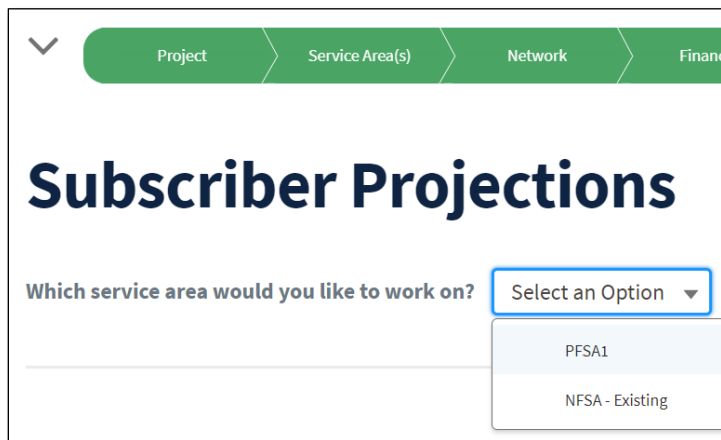 Project
Service Area(s)
Network
Financ
Subscriber Projections
Which service area would you like to work on?
Select an Option
PFSA1
NFSA - Existing